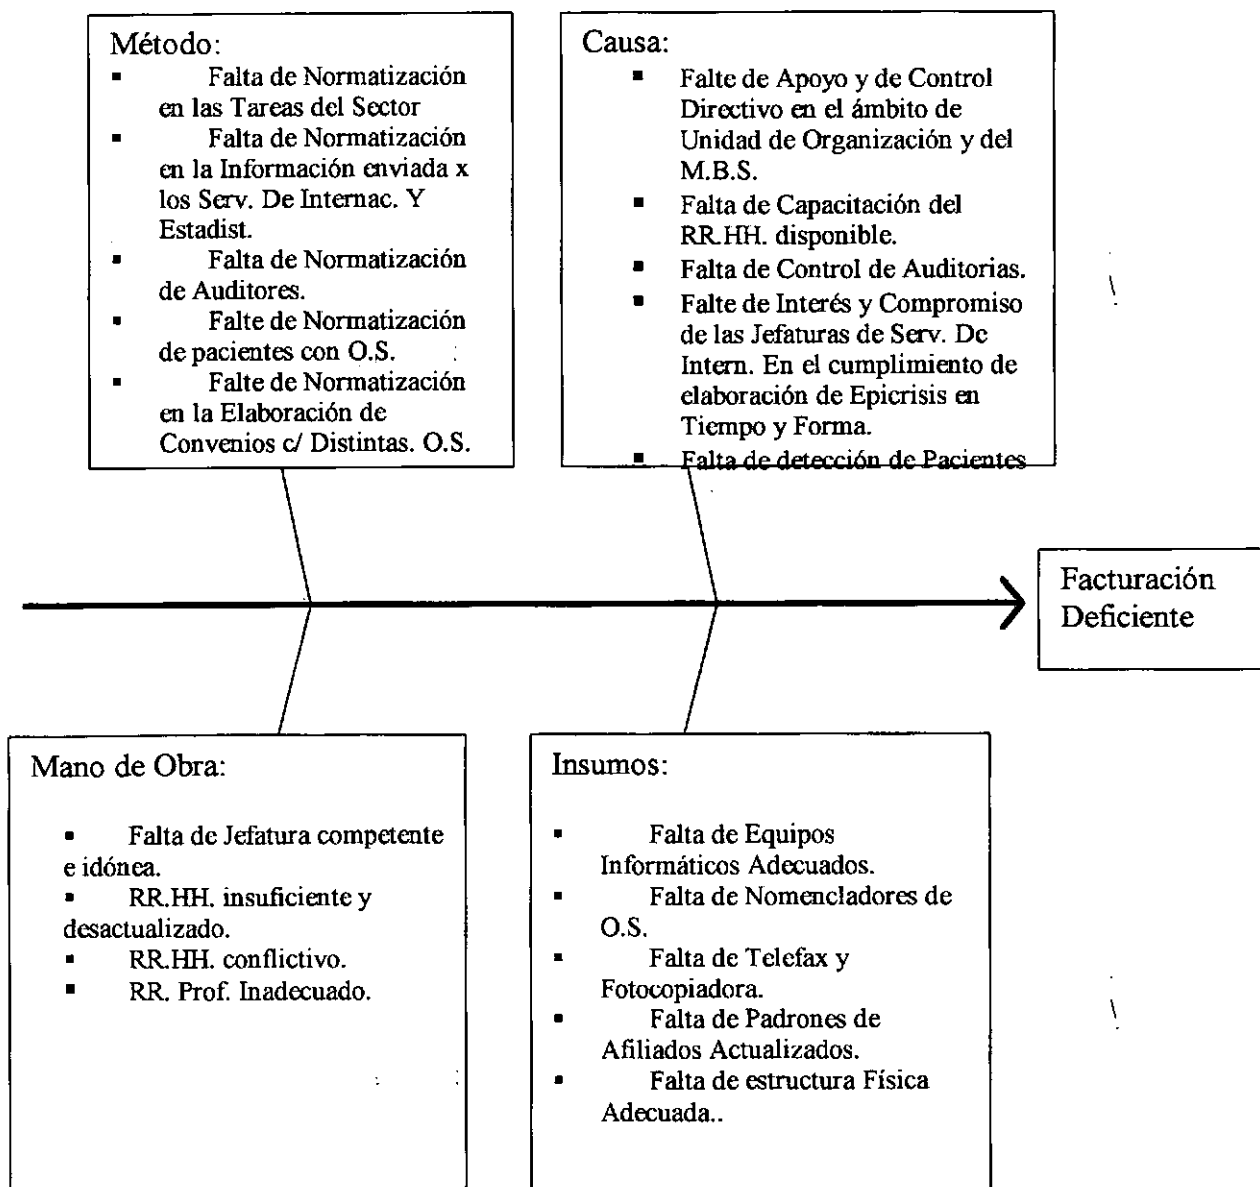 Método:
▪ Falta de Normatización
en las Tareas del Sector
▪ Falta de Normatización
en la Información enviada x
los Serv. De Internac. Y
Estadist.
▪ Falta de Normatización
de Auditores.
▪ Falte de Normatización
de pacientes con O.S.
▪ Falte de Normatización
en la Elaboración de
Convenios c/ Distintas. O.S.
Causa:
▪ Falte de Apoyo y de Control
Directivo en el ámbito de
Unidad de Organización y del
M.B.S.
▪ Falta de Capacitación del
RR.HH. disponible.
▪ Falta de Control de Auditorias.
▪ Falte de Interés y Compromiso
de las Jefaturas de Serv. De
Intern. En el cumplimiento de
elaboración de Epicrisis en
Tiempo y Forma.
▪ Falta de detección de Pacientes
Facturación
Deficiente
Mano de Obra:
▪ Falta de Jefatura competente
e idónea.
▪ RR.HH. insuficiente y
desactualizado.
▪ RR.HH. conflictivo.
▪ RR. Prof. Inadecuado.
Insumos:
▪ Falta de Equipos
Informáticos Adecuados.
▪ Falta de Nomencladores de
O.S.
▪ Falta de Telefax y
Fotocopiadora.
▪ Falta de Padrones de
Afiliados Actualizados.
▪ Falta de estructura Física
Adecuada..